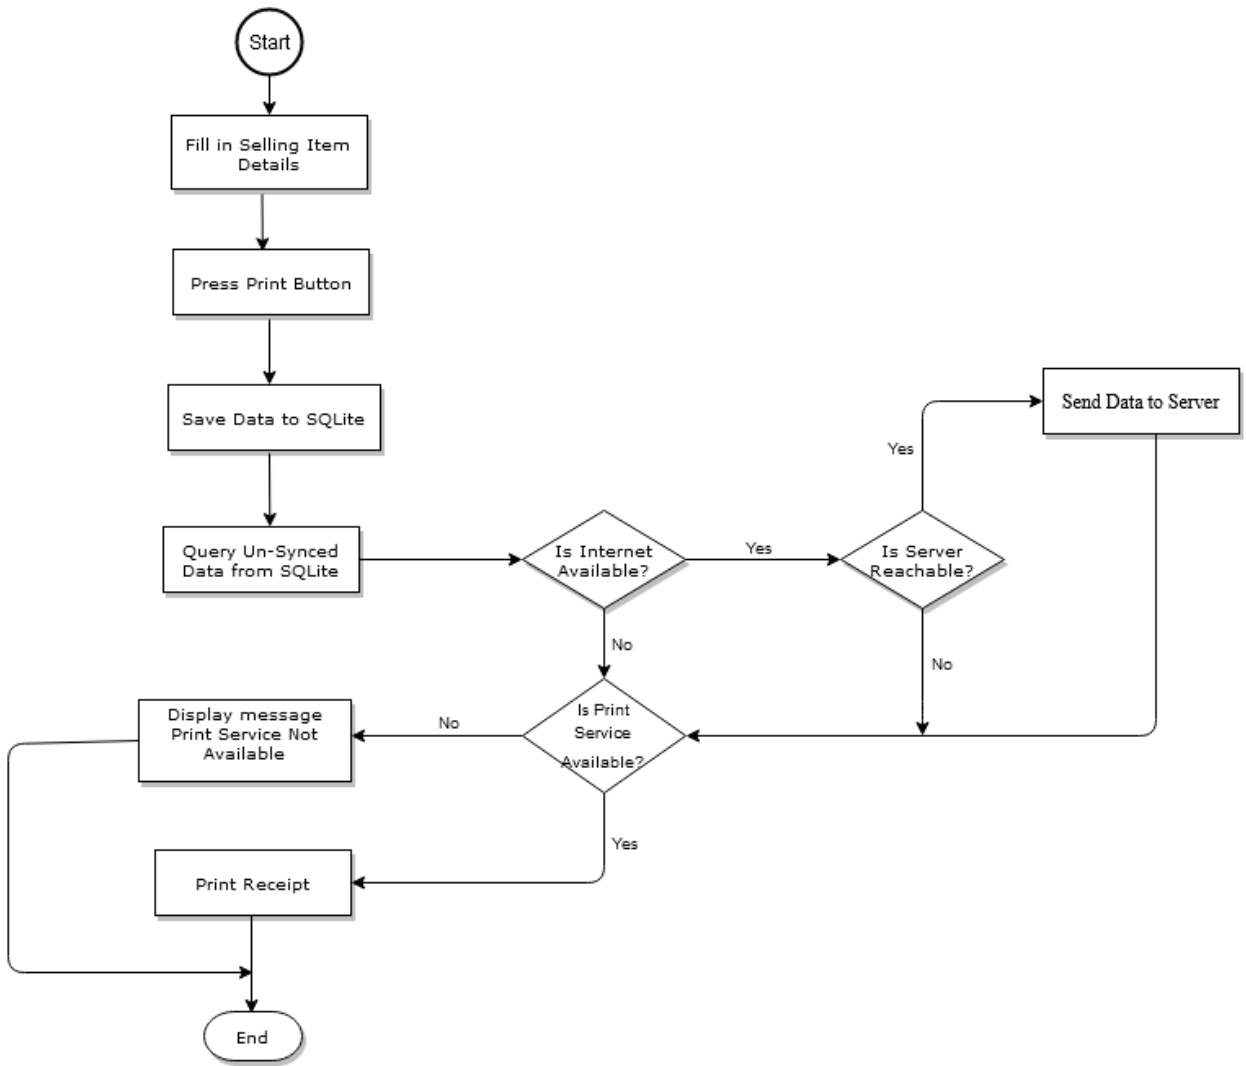 Start
Fill in Selling Item
Details
Press Print Button
Save Data to SQLite
Send Data to Server
Yes
Query Un-Synced
Data from SQLite
Is Internet
Available?
Yes
Is Server
Reachable?
No
No
Is Print
Service
Available?
No
Display message
Print Service Not
Available
Yes
Print Receipt
End